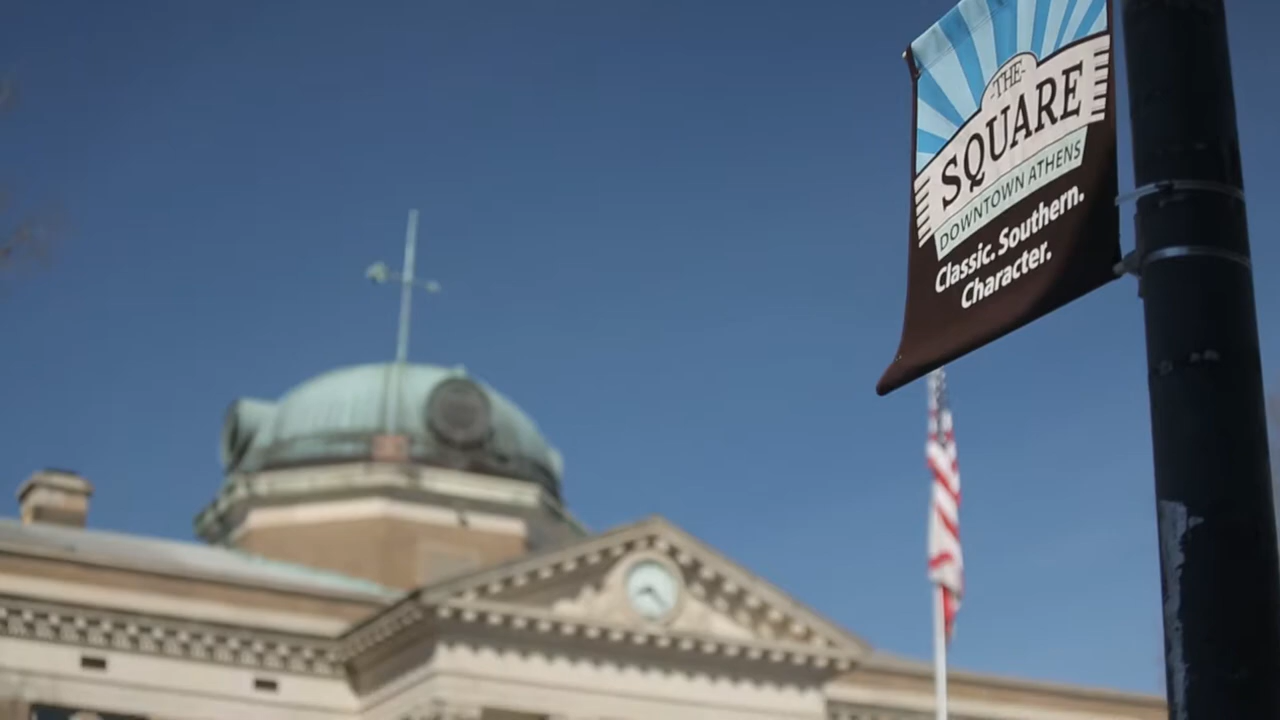 -THE-
SQUARE
DOWNTOWN ATHENS
Classic. Southern.
Character.